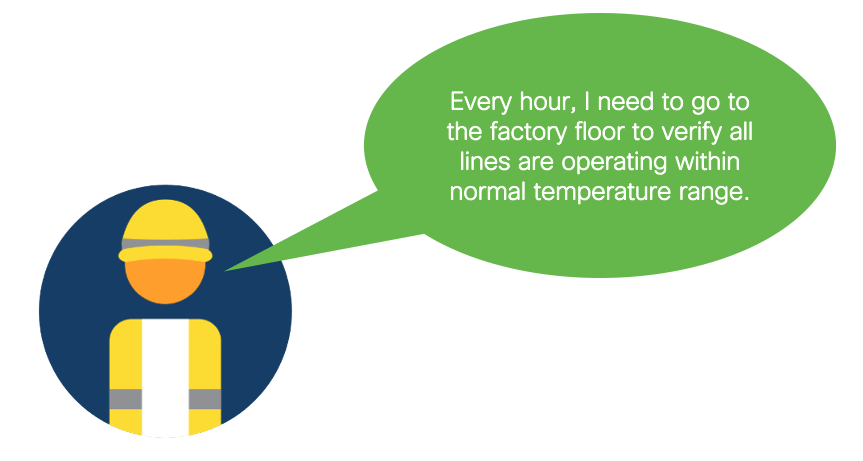 Every hour, I need to go to
the factory floor to verify all
lines are operating within
normal temperature range.